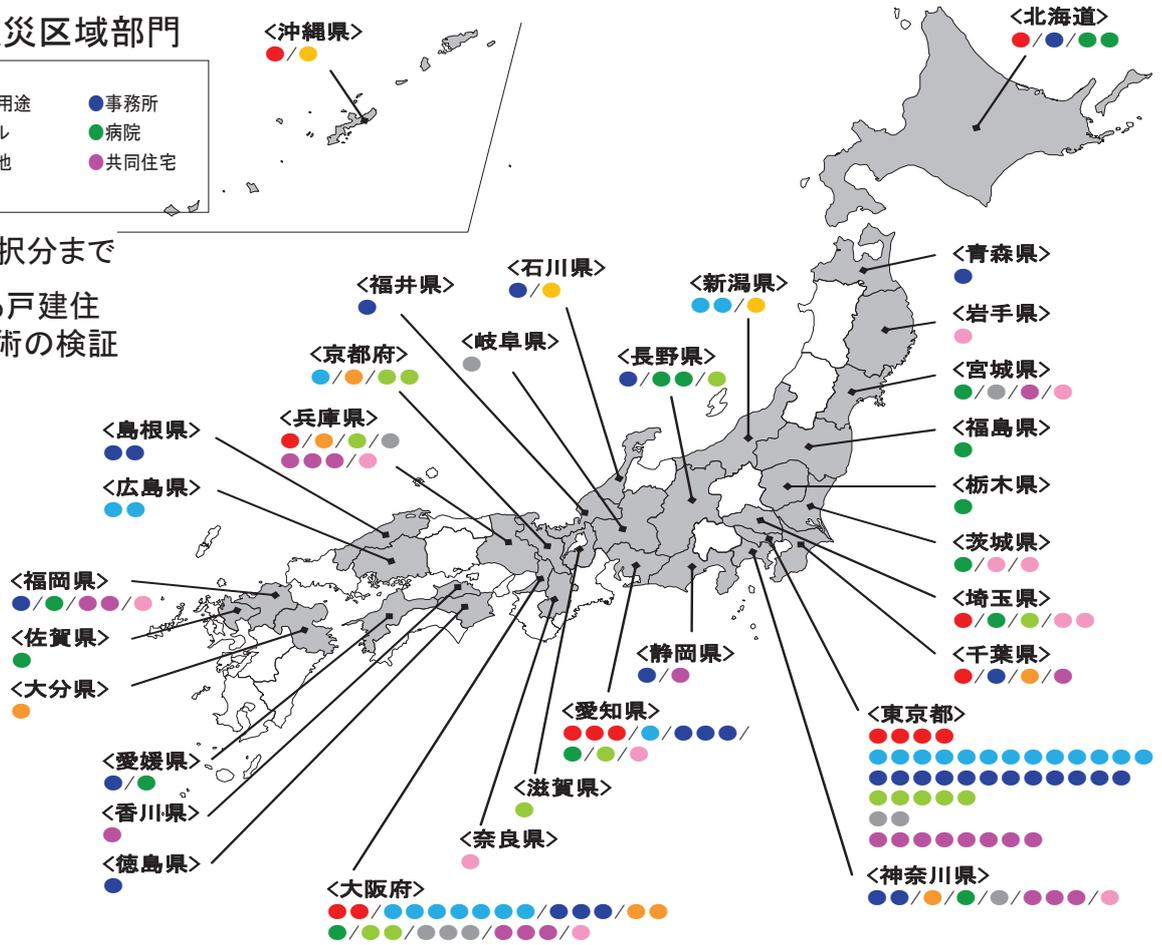 災区域部門
用途
●事務所
ル
●病院
他
●共同住宅
択分まで
る戸建住
術の検証
<沖縄県>
<北海道>
<青森県>
<岩手県>
<宮城県>
<福島県>
<栃木県>
<茨城県>
<埼玉県>
<千葉県>
<東京都>
<神奈川県>
<新潟県>
<長野県>
<石川県>
<福井県>
<岐阜県>
<京都府>
<兵庫県>
<島根県>
<広島県>
<福岡県>
<佐賀県>
<大分県>
<愛媛県>
<香川県>
<徳島県>
<静岡県>
<愛知県>
<滋賀県>
<奈良県>
<大阪府>